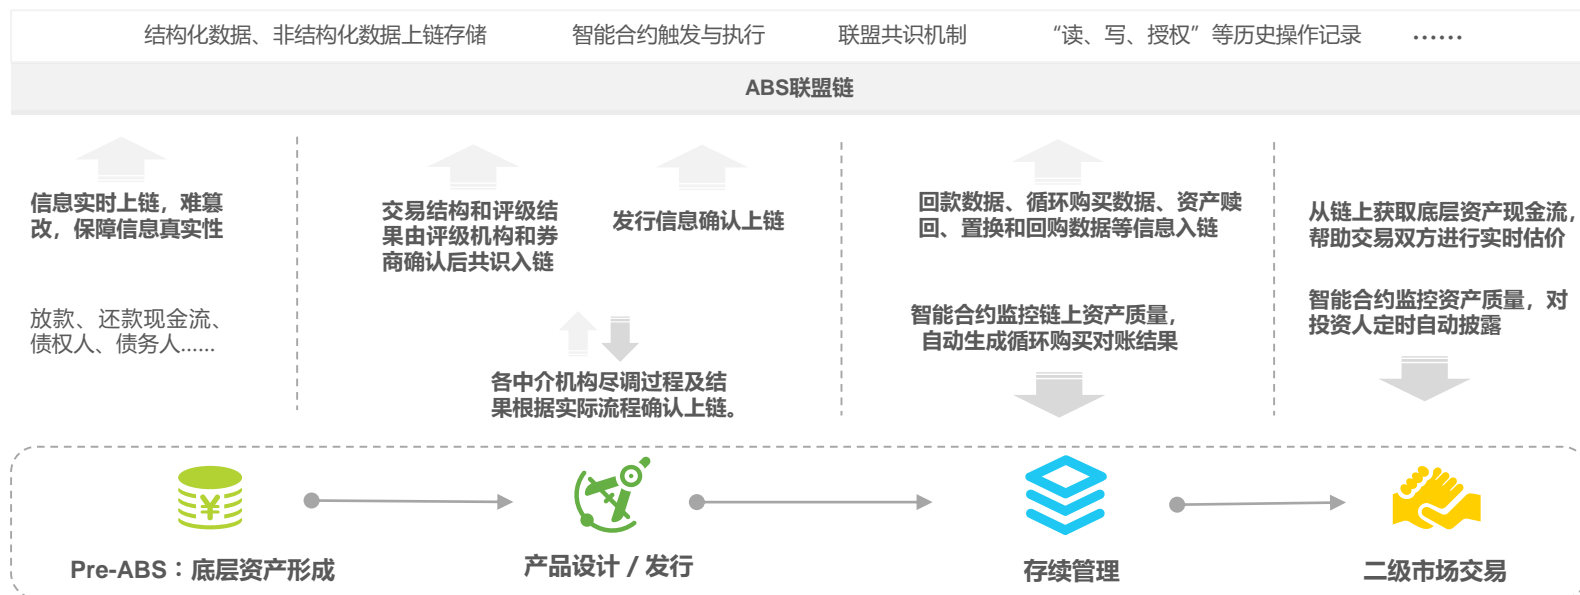 结构化数据、非结构化数据上链存储
智能合约触发与执行
联盟共识机制
“读、写、授权”等历史操作记录
……
ABS联盟链
信息实时上链，难篡
改，保障信息真实性
放款、还款现金流、
债权人、债务人......
交易结构和评级结
果由评级机构和券
商确认后共识入链
发行信息确认上链
各中介机构尽调过程及结
果根据实际流程确认上链。
回款数据、循环购买数据、资产赎
回、置换和回购数据等信息入链
智能合约监控链上资产质量，
自动生成循环购买对账结果
从链上获取底层资产现金流，
帮助交易双方进行实时估价
智能合约监控资产质量，对
投资人定时自动披露
¥
Pre-ABS：底层资产形成
产品设计 / 发行
存续管理
二级市场交易